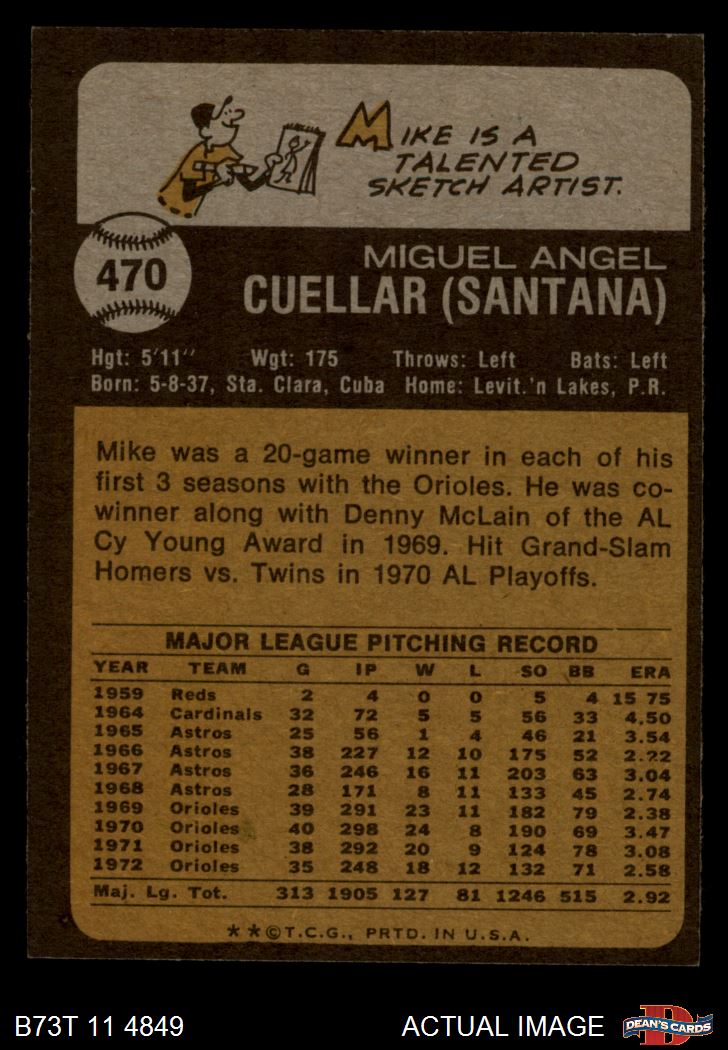 MIKE IS A
TALENTED
SKETCH ARTIST.
470
MIGUEL ANGEL
CUELLAR (SANTANA)
Hgt: 5'11" Wgt: 175 Throws: Left Bats: Left
Born: 5-8-37, Sta. Clara, Cuba Home: Levit.'n Lakes, P.R.
Mike was a 20-game winner in each of his
first 3 seasons with the Orioles. He was co-
winner along with Denny McLain of the AL
Cy Young Award in 1969. Hit Grand-Slam
Homers vs. Twins in 1970 AL Playoffs.
MAJOR LEAGUE PITCHING RECORD
YEAR TEAM G IP W L SO BB ERA
1959 Reds 2 4 0 0 5 4 15 75
1964 Cardinals 32 72 5 5 56 33 4.50
1965 Astros 25 56 1 4 46 21 3.54
1966 Astros 38 227 12 10 175 52 2.22
1967 Astros 36 246 16 11 203 63 3.04
1968 Astros 28 171 8 11 133 45 2.74
1969 Orioles 39 291 23 11 182 79 2.38
1970 Orioles 40 298 24 8 190 69 3.47
1971 Orioles 38 292 20 9 124 78 3.08
1972 Orioles 35 248 18 12 132 71 2.58
Maj. Lg. Tot. 313 1905 127 81 1246 515 2.92
**©T.C.G., PRTD. IN U.S.A.
B73T 11 4849 ACTUAL IMAGE
D
DEAN'S CARDS